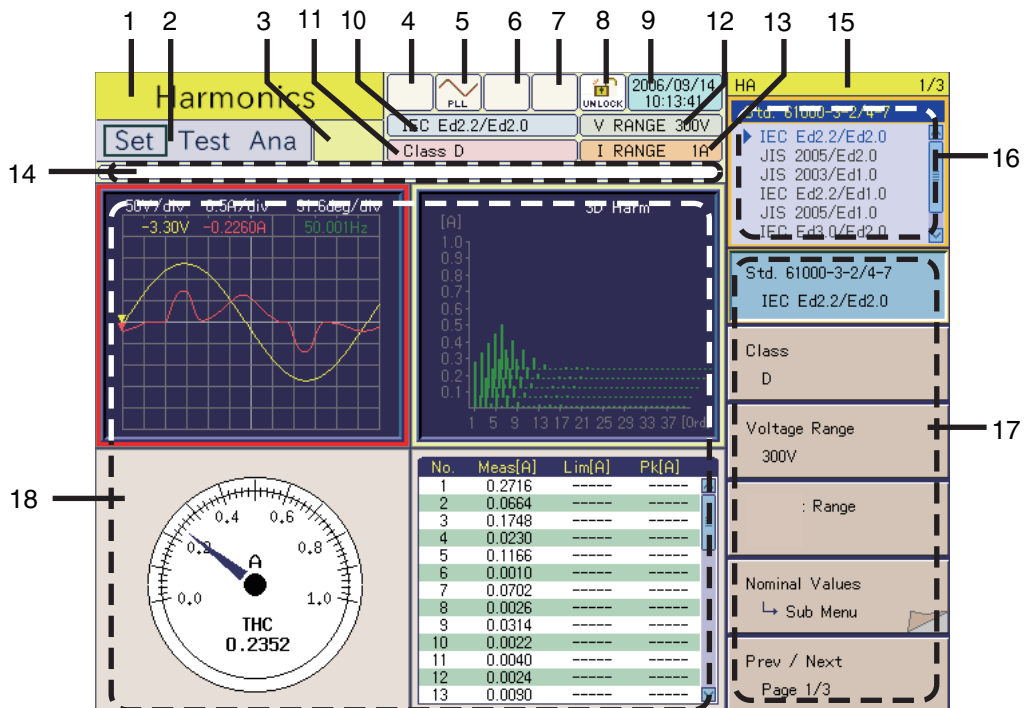 1 2 3 11 10 4 5 6 7 8 9 12 13 15
Harmonics
PLL
UNLOCK
2006/09/14
10:13:41
HA 1/3
IEC Ed2.2/Ed2.0
V RANGE 300V
Set Test Ana
Class D
I RANGE 1A
14
Std. 61000-3-2/4-7
IEC Ed2.2/Ed2.0
JIS 2005/Ed2.0
JIS 2003/Ed1.0
IEC Ed2.2/Ed1.0
JIS 2005/Ed1.0
IEC Ed3.0/Ed2.0
16
50V/div 0.5A/div 51.6deg/div
-3.30V -0.2260A 50.001Hz
3D Harm
[A]
1.0
0.9
0.8
0.7
0.6
0.5
0.4
0.3
0.2
0.1
1 5 9 13 17 21 25 29 33 37 [Ord
Std. 61000-3-2/4-7
IEC Ed2.2/Ed2.0
Class
D
Voltage Range
300V
17
: Range
Nominal Values
↳ Sub Menu
Prev / Next
Page 1/3
18
0.0 0.2 0.4 0.6 0.8 1.0
A
THC
0.2352
No. Meas[A] Lim[A] Pk[A]
1 0.2716 ----- -----
2 0.0664 ----- -----
3 0.1748 ----- -----
4 0.0230 ----- -----
5 0.1166 ----- -----
6 0.0010 ----- -----
7 0.0702 ----- -----
8 0.0026 ----- -----
9 0.0314 ----- -----
10 0.0022 ----- -----
11 0.0040 ----- -----
12 0.0024 ----- -----
13 0.0090 ----- -----